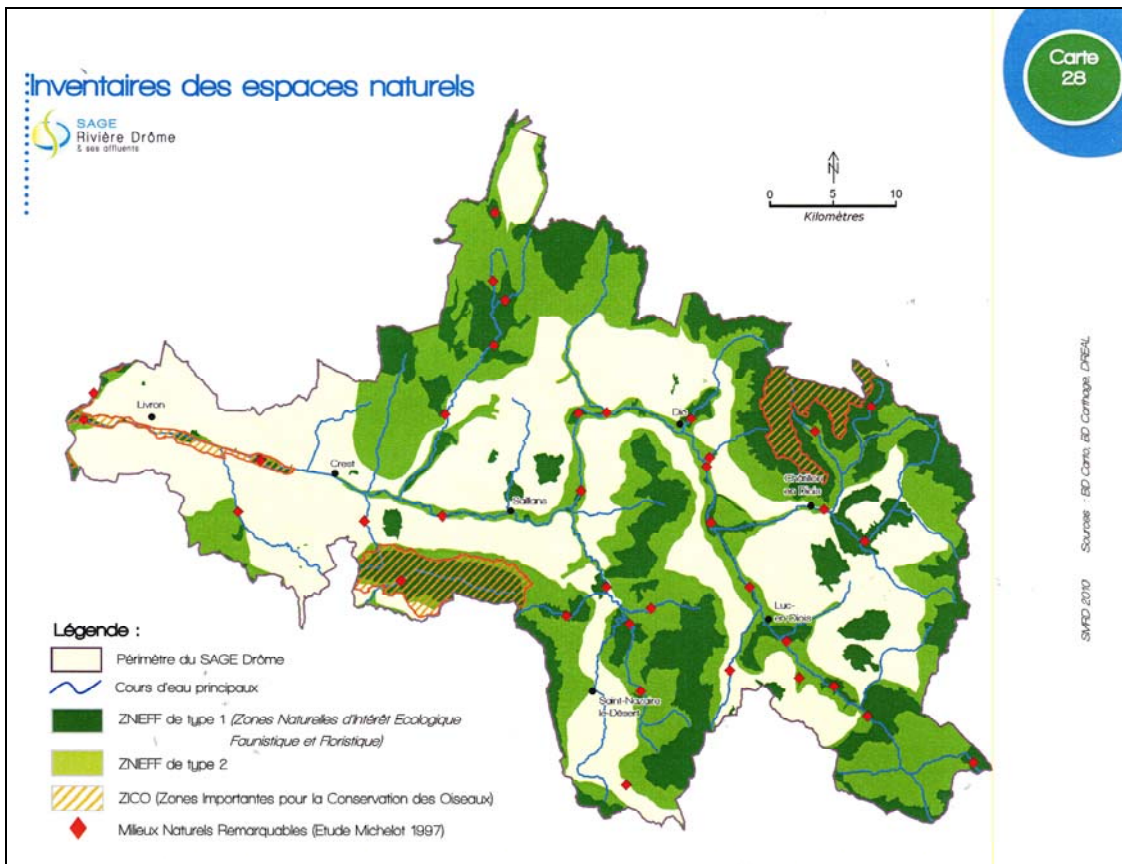 Inventaires des espaces naturels
SAGE
Rivière Drôme
& ses affluents
Carte
28
N
0 5 10
Kilomètres
Livron
Crest
Saillans
Die
Châtillon
en Diois
Luc-
en-Diois
Saint-Nazaire
le-Désert
Légende :
Périmètre du SAGE Drôme
Cours d'eau principaux
ZNIEFF de type 1 (Zones Naturelles d'Intérêt Ecologique
Faunistique et Floristique)
ZNIEFF de type 2
ZICO (Zones Importantes pour la Conservation des Oiseaux)
Milieux Naturels Remarquables (Etude Michelot 1997)
SMRD 2010 Sources : BD Carto, BD Carthage, DREAL